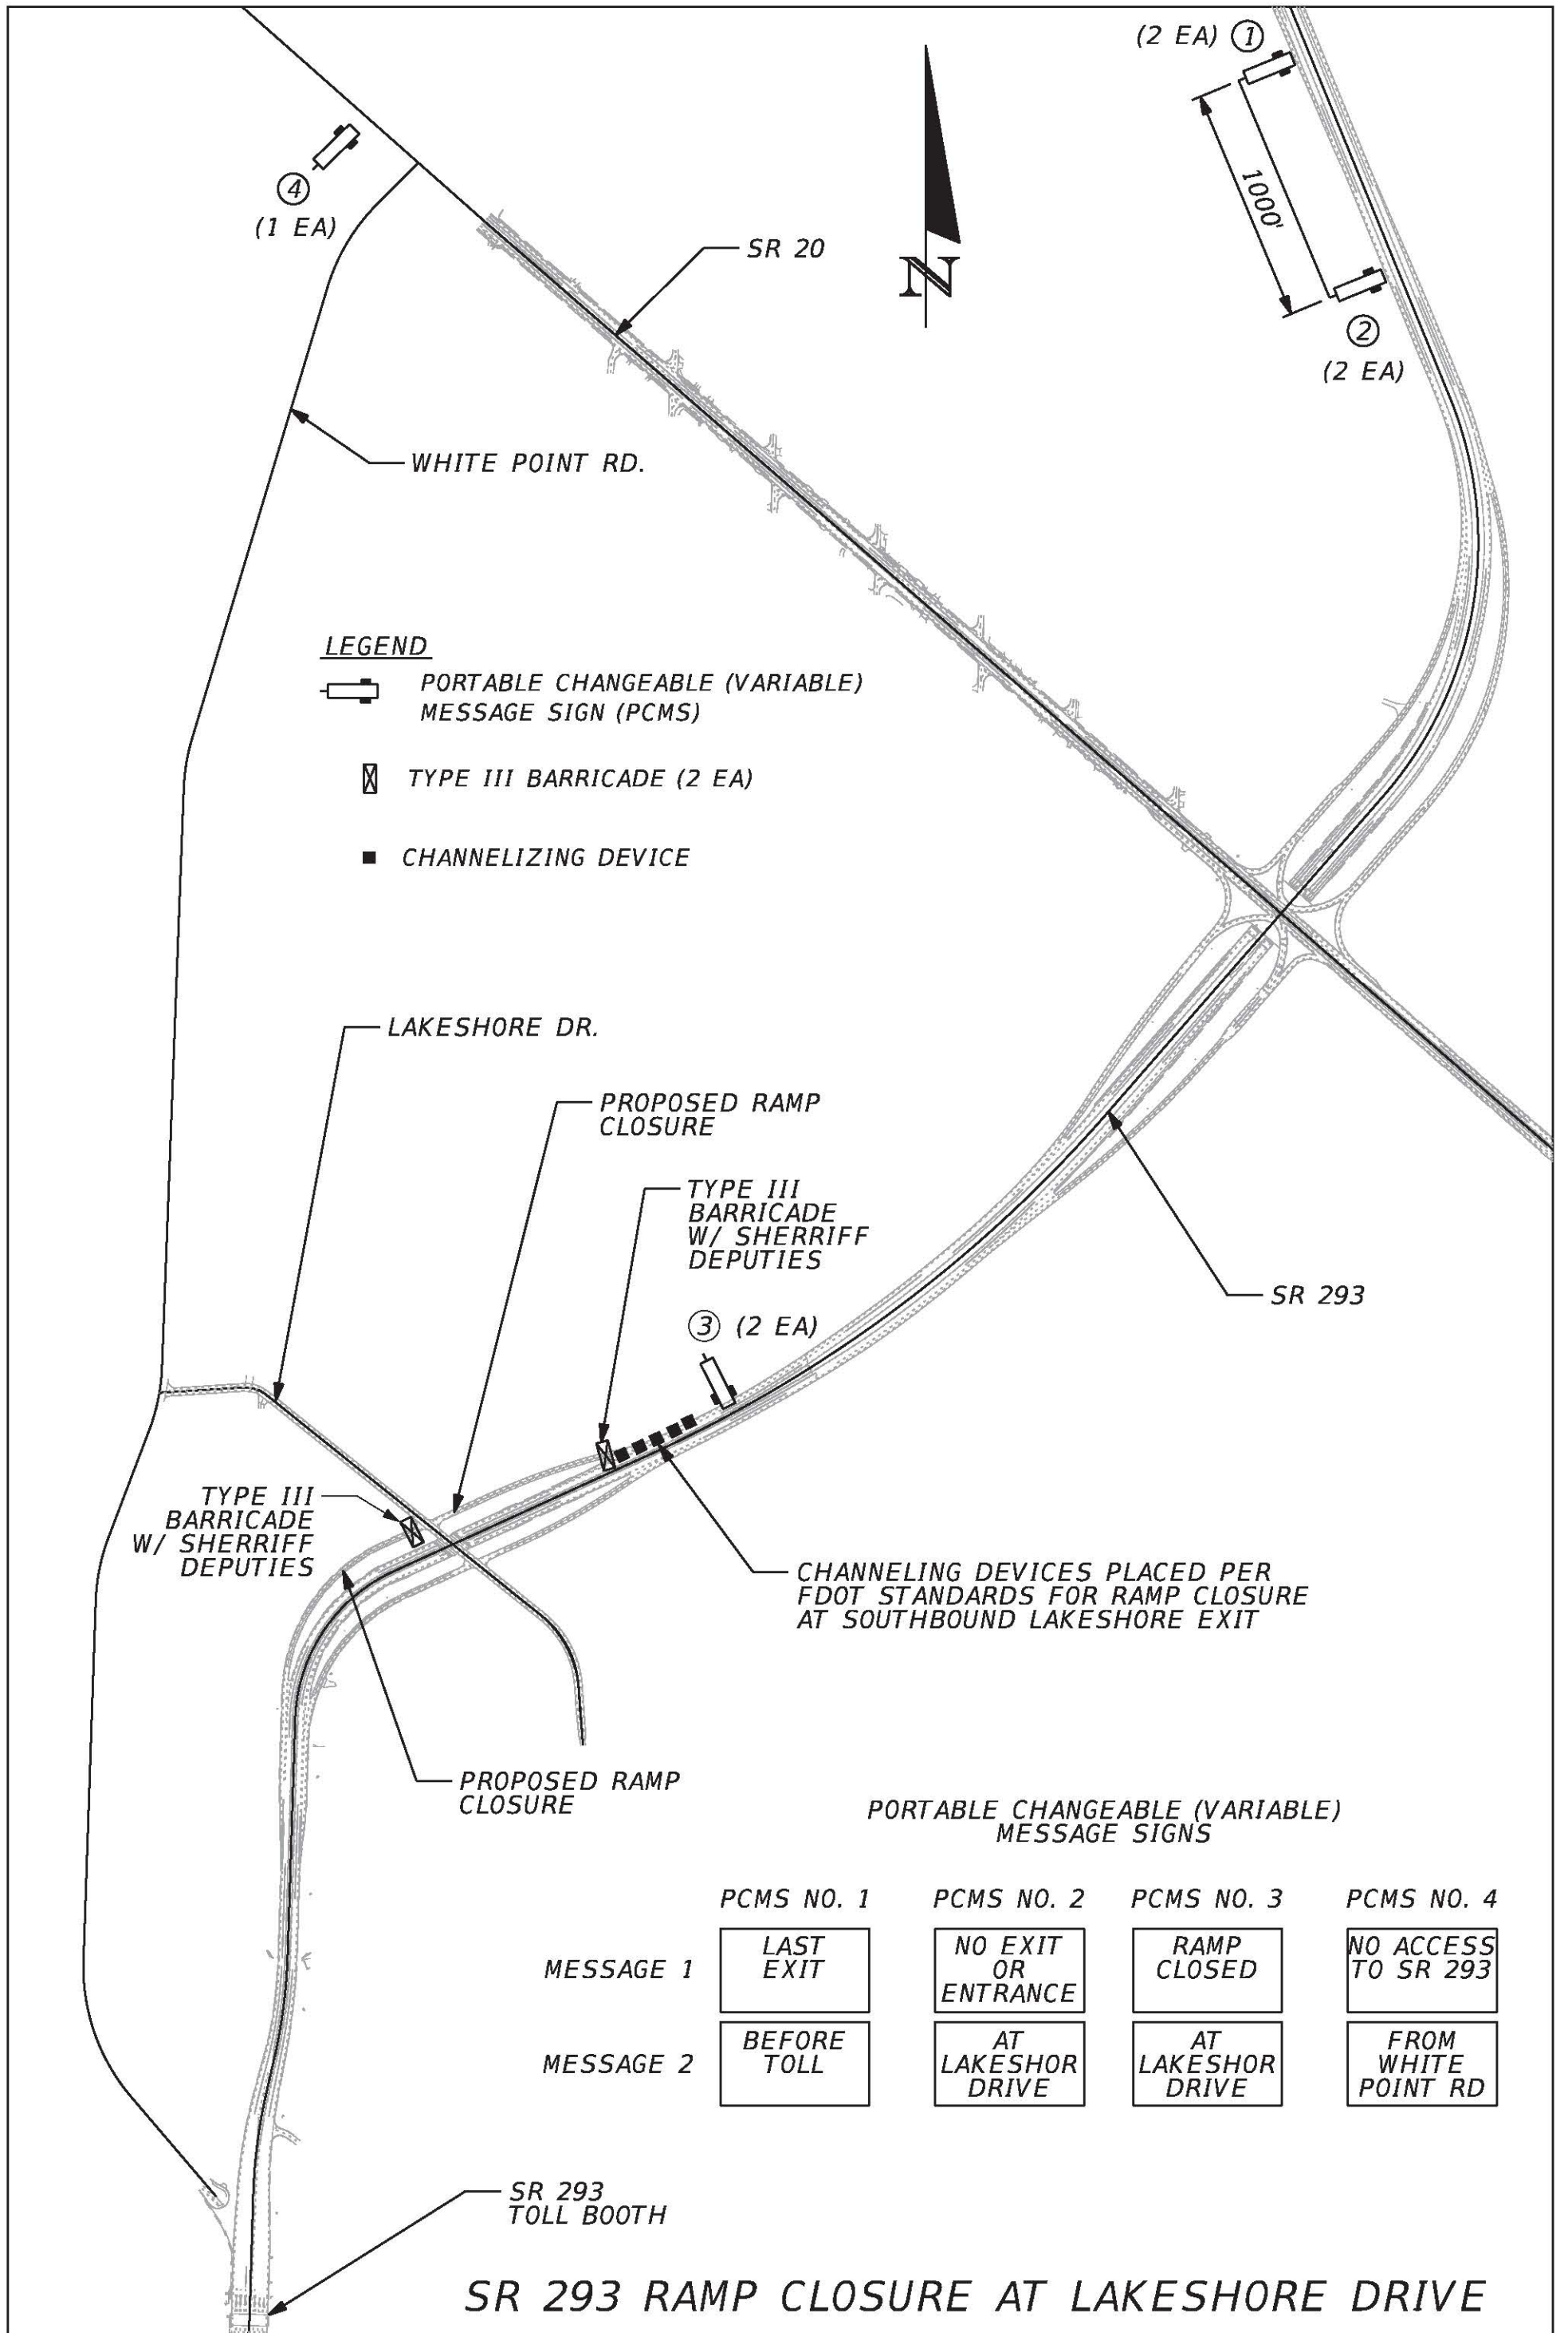 (2 EA) 1
1000'
2
(2 EA)
4
(1 EA)
SR 20
N
WHITE POINT RD.
LEGEND
PORTABLE CHANGEABLE (VARIABLE)
MESSAGE SIGN (PCMS)
TYPE III BARRICADE (2 EA)
CHANNELIZING DEVICE
LAKESHORE DR.
PROPOSED RAMP
CLOSURE
TYPE III
BARRICADE
W/ SHERRIFF
DEPUTIES
SR 293
3 (2 EA)
TYPE III
BARRICADE
W/ SHERRIFF
DEPUTIES
CHANNELING DEVICES PLACED PER
FDOT STANDARDS FOR RAMP CLOSURE
AT SOUTHBOUND LAKESHORE EXIT
PROPOSED RAMP
CLOSURE
PORTABLE CHANGEABLE (VARIABLE)
MESSAGE SIGNS
PCMS NO. 1 PCMS NO. 2 PCMS NO. 3 PCMS NO. 4
MESSAGE 1
LAST
EXIT
NO EXIT
OR
ENTRANCE
RAMP
CLOSED
NO ACCESS
TO SR 293
MESSAGE 2
BEFORE
TOLL
AT
LAKESHOR
DRIVE
AT
LAKESHOR
DRIVE
FROM
WHITE
POINT RD
SR 293
TOLL BOOTH
SR 293 RAMP CLOSURE AT LAKESHORE DRIVE